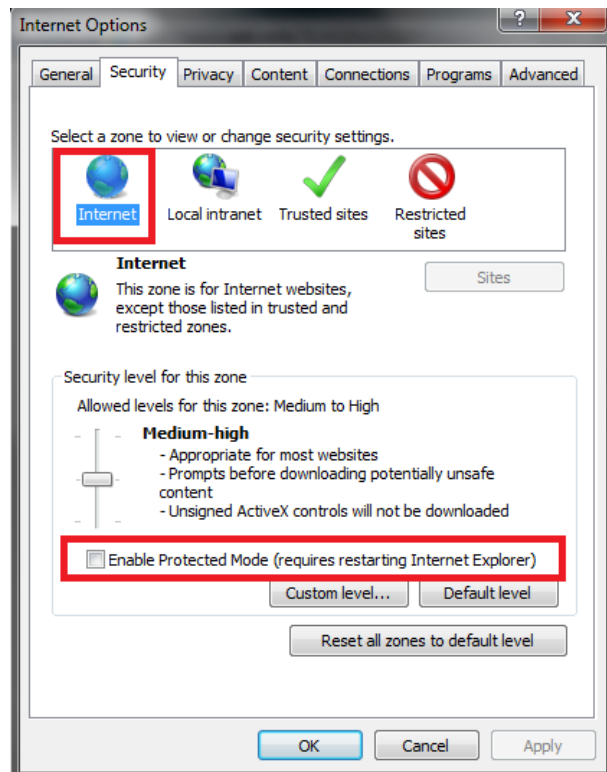 Internet Options
General Security Privacy Content Connections Programs Advanced
Select a zone to view or change security settings.
Internet Local intranet Trusted sites Restricted
sites
Internet
Sites
This zone is for Internet websites,
except those listed in trusted and
restricted zones.
Security level for this zone
Allowed levels for this zone: Medium to High
Medium-high
- Appropriate for most websites
- Prompts before downloading potentially unsafe
content
- Unsigned ActiveX controls will not be downloaded
Enable Protected Mode (requires restarting Internet Explorer)
Custom level... Default level
Reset all zones to default level
OK Cancel Apply